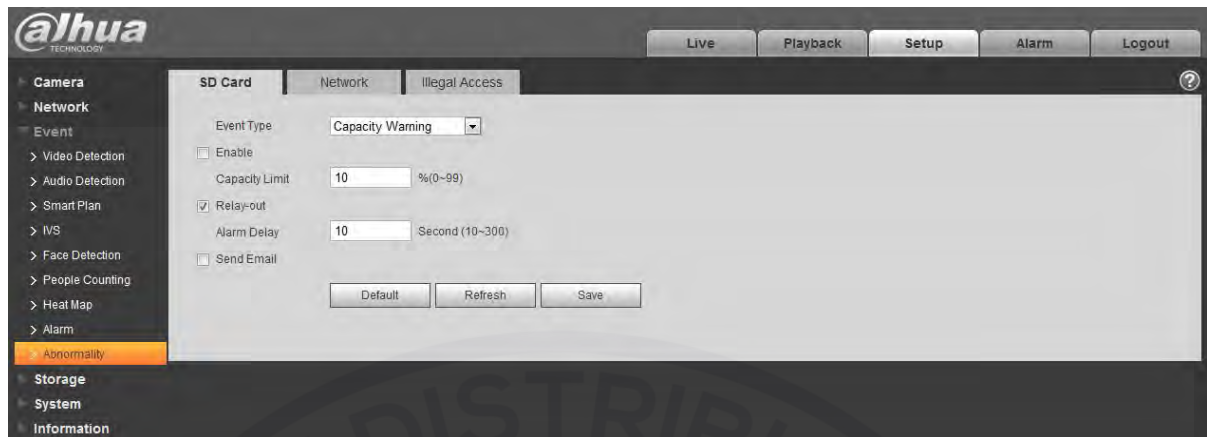 alhua
TECHNOLOGY
Live Playback Setup Alarm Logout
Camera
Network
Event
> Video Detection
> Audio Detection
> Smart Plan
> IVS
> Face Detection
> People Counting
> Heat Map
> Alarm
> Abnormality
Storage
System
Information
SD Card Network Illegal Access ?
Event Type Capacity Warning
Enable
Capacity Limit 10 %(0~99)
Relay-out
Alarm Delay 10 Second (10~300)
Send Email
Default Refresh Save
DISTRIB